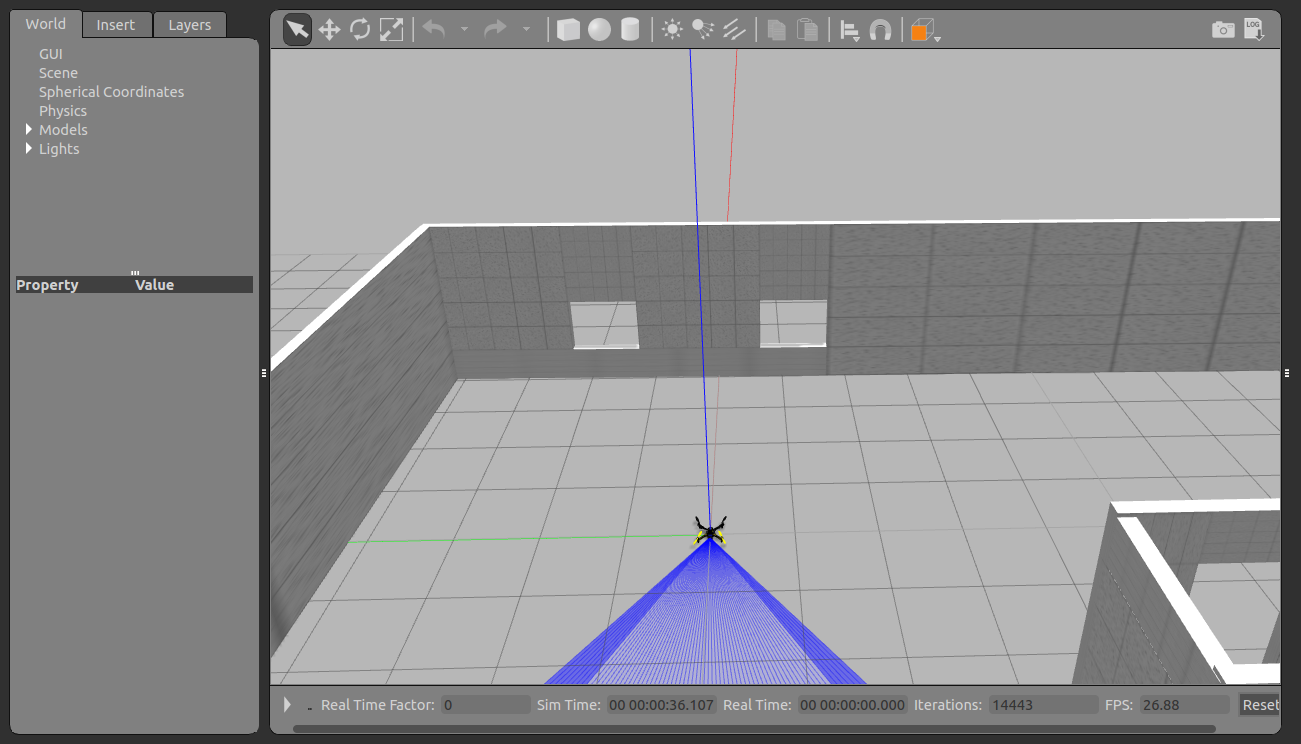 World Insert Layers
GUI
Scene
Spherical Coordinates
Physics
Models
Lights
Property Value
LOG
Real Time Factor: 0 Sim Time: 00 00:00:36.107 Real Time: 00 00:00:00.000 Iterations: 14443 FPS: 26.88 Reset